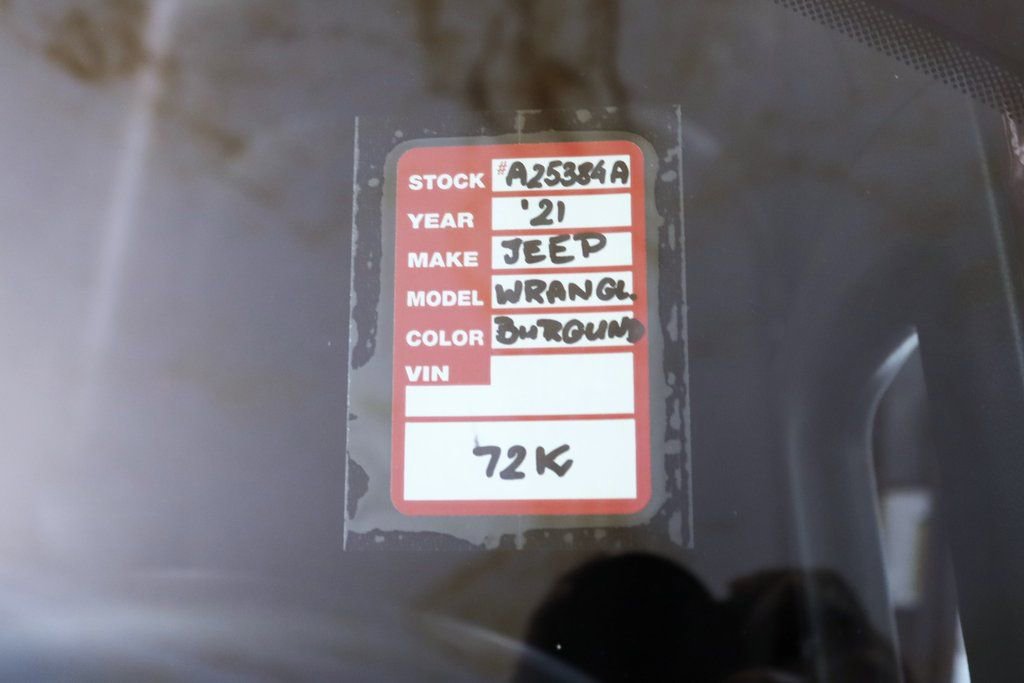 STOCK #A25384A
YEAR '21
MAKE JEEP
MODEL WRANGL.
COLOR BURGUND
VIN
72K